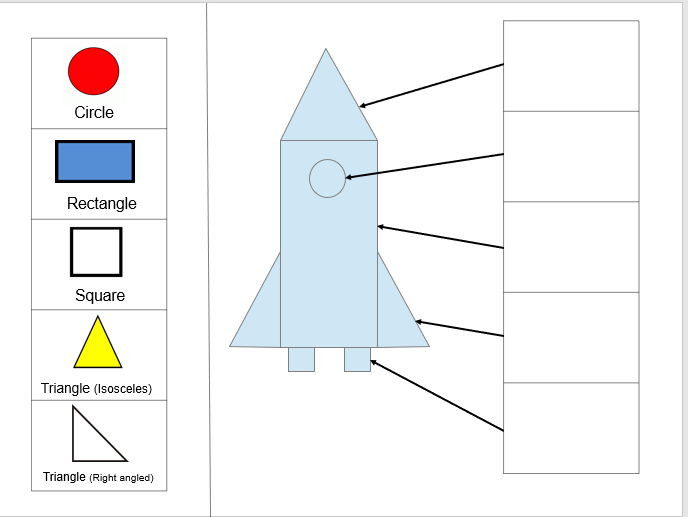 Circle
Rectangle
Square
Triangle (Isosceles)
Triangle (Right angled)